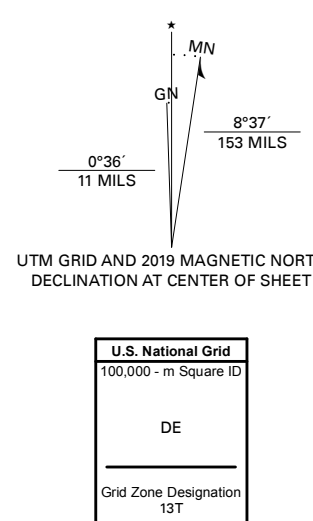 MN
GN
8°37´
153 MILS
0°36´
11 MILS
UTM GRID AND 2019 MAGNETIC NORT
DECLINATION AT CENTER OF SHEET
U.S. National Grid
100,000 - m Square ID
DE
Grid Zone Designation
13T